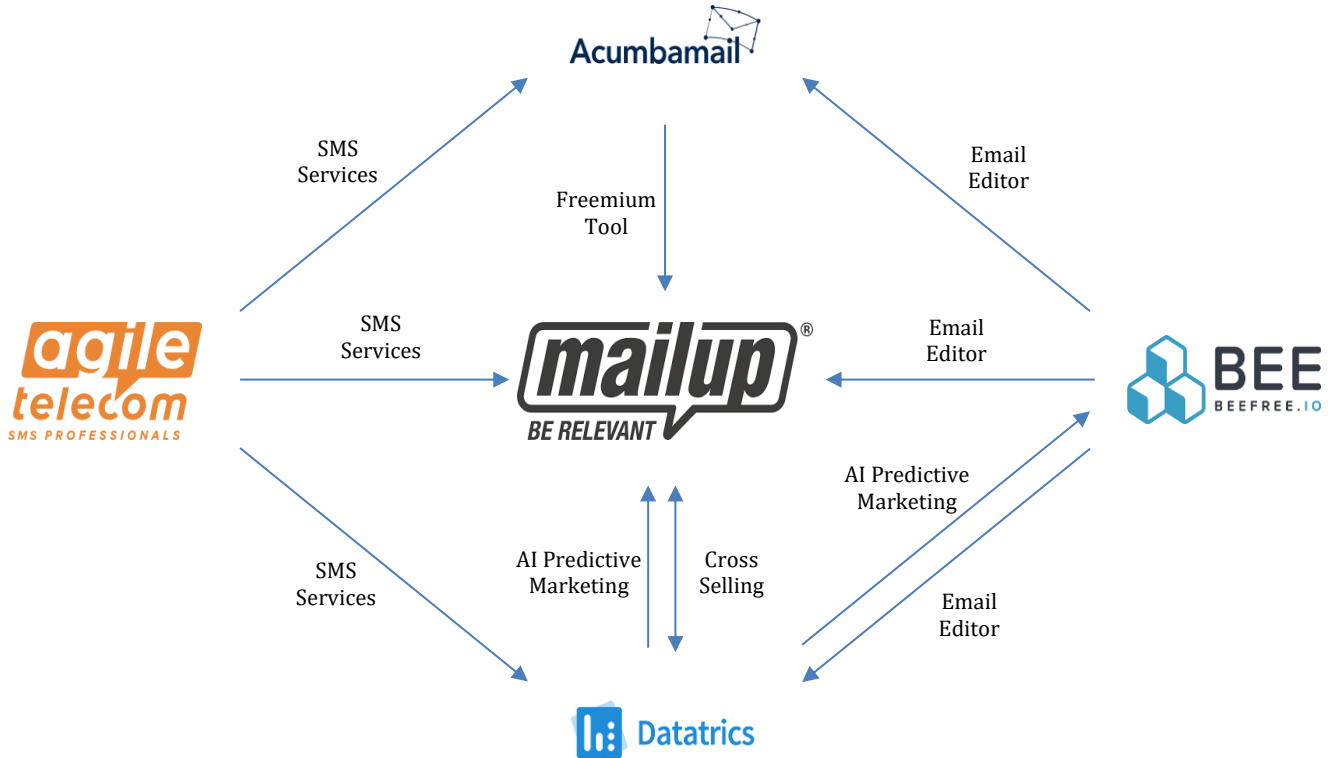 Acumbamail
SMS
Services
Email
Editor
Freemium
Tool
agile
telecom
SMS PROFESSIONALS
SMS
Services
mailup®
BE RELEVANT
Email
Editor
BEE
BEEFREE.IO
AI Predictive
Marketing
SMS
Services
AI Predictive
Marketing
Cross
Selling
Email
Editor
Datatrics